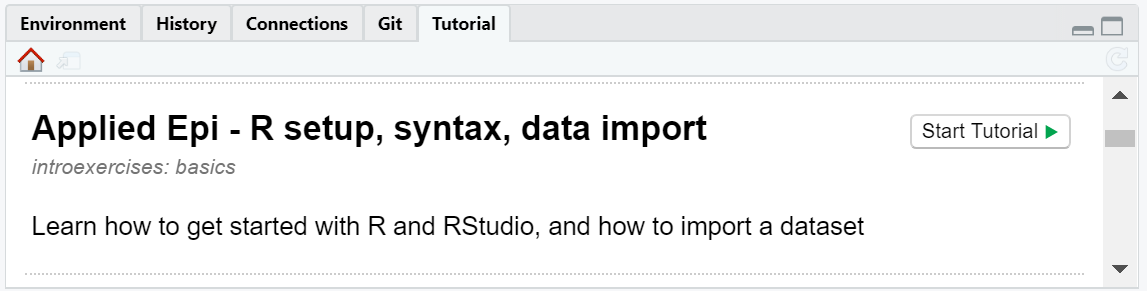 Environment History Connections Git Tutorial
Applied Epi - R setup, syntax, data import
Start Tutorial
introexercises: basics
Learn how to get started with R and RStudio, and how to import a dataset